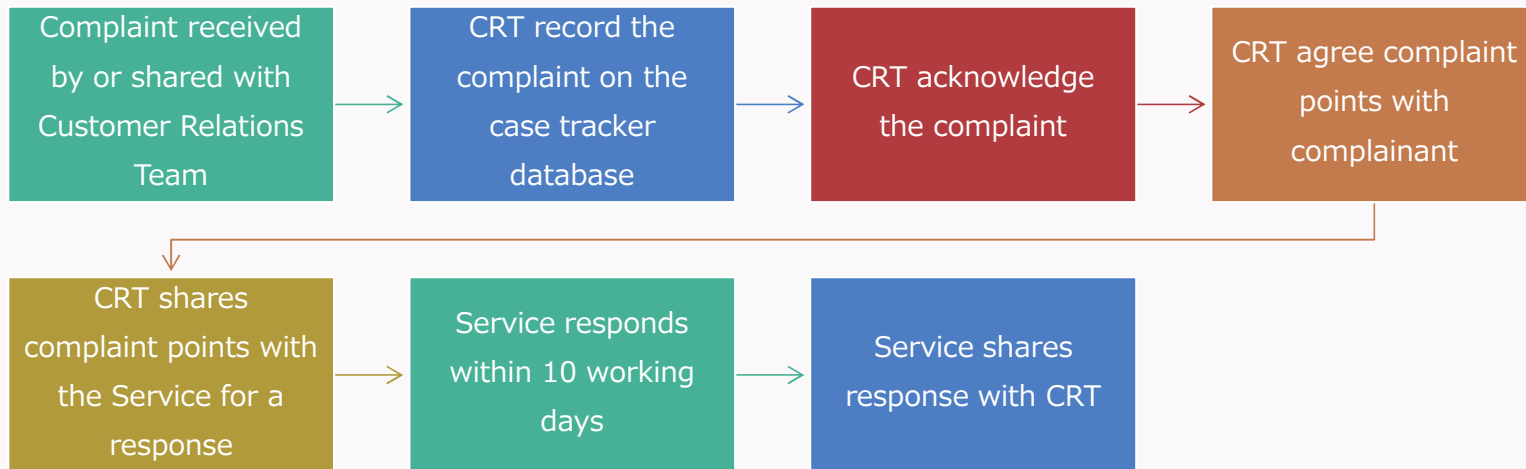 Complaint received
by or shared with
Customer Relations
Team
CRT record the
complaint on the
case tracker
database
CRT acknowledge
the complaint
CRT agree complaint
points with
complainant
CRT shares
complaint points with
the Service for a
response
Service responds
within 10 working
days
Service shares
response with CRT